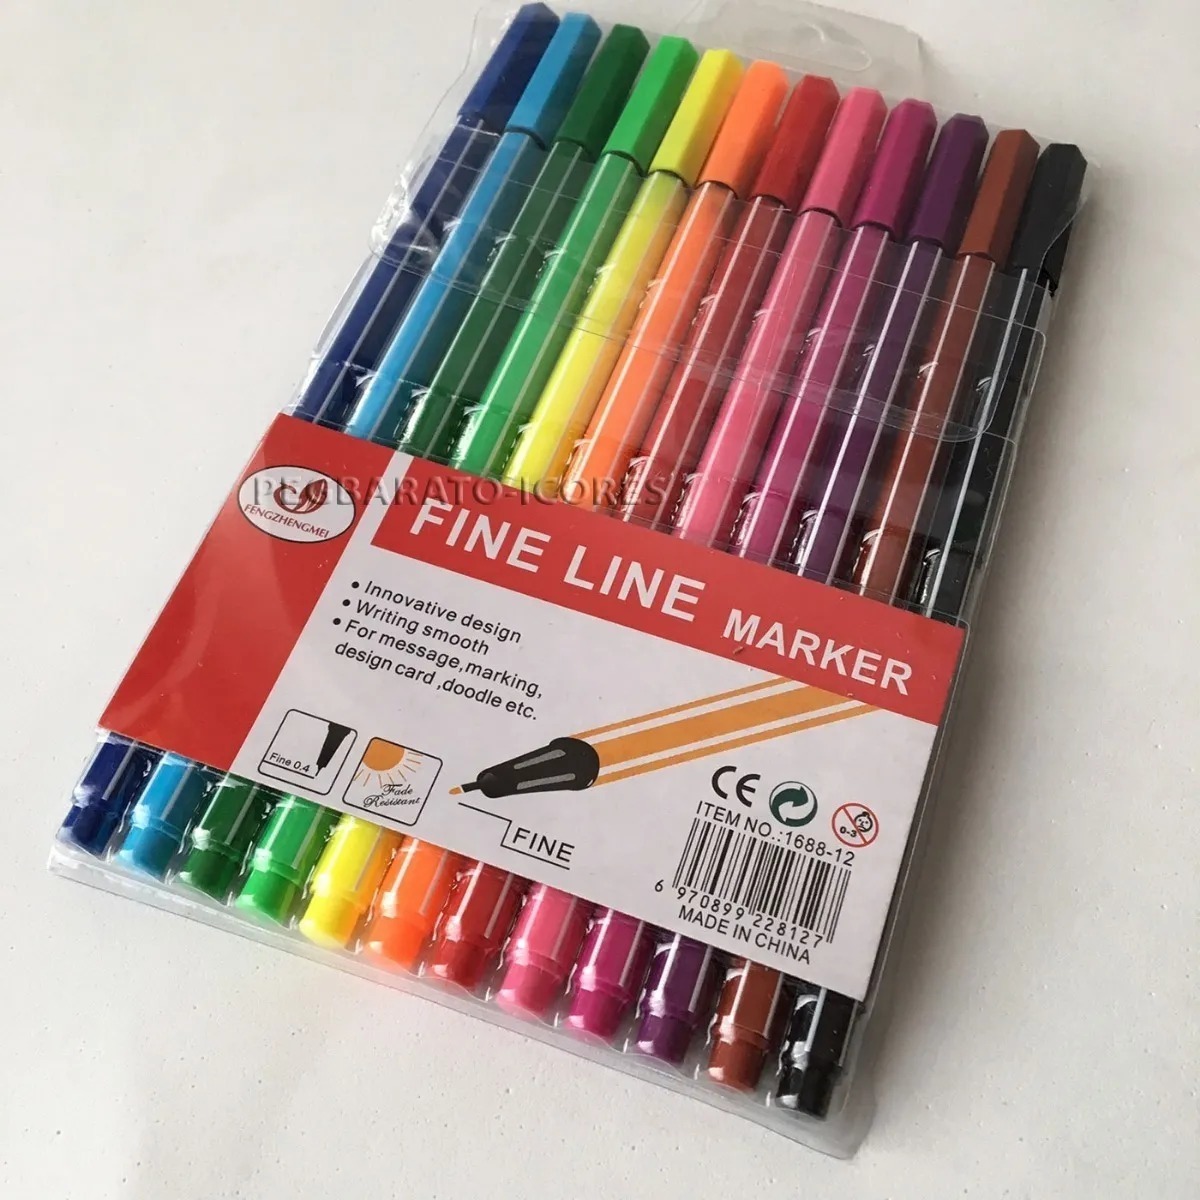 PEGBARATO-ICORES
FENGZHENGMEI
FINE LINE MARKER
• Innovative design
• Writing smooth
• For message,marking,
design card ,doodle etc.
Fine 0.4
Fade
Resistant
FINE
CE
0-3
ITEM NO.:1688-12
6 970899 228127
MADE IN CHINA